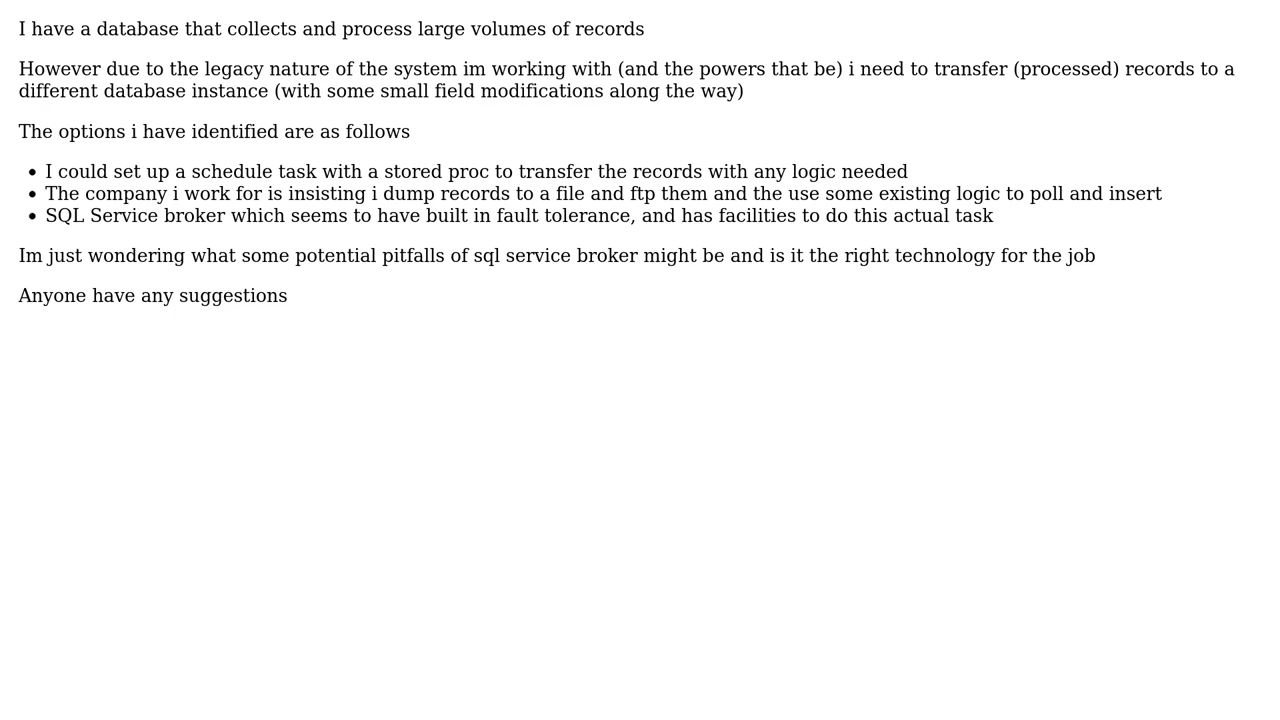 I have a database that collects and process large volumes of records
However due to the legacy nature of the system im working with (and the powers that be) i need to transfer (processed) records to a
different database instance (with some small field modifications along the way)
The options i have identified are as follows
• I could set up a schedule task with a stored proc to transfer the records with any logic needed
• The company i work for is insisting i dump records to a file and ftp them and the use some existing logic to poll and insert
• SQL Service broker which seems to have built in fault tolerance, and has facilities to do this actual task
Im just wondering what some potential pitfalls of sql service broker might be and is it the right technology for the job
Anyone have any suggestions